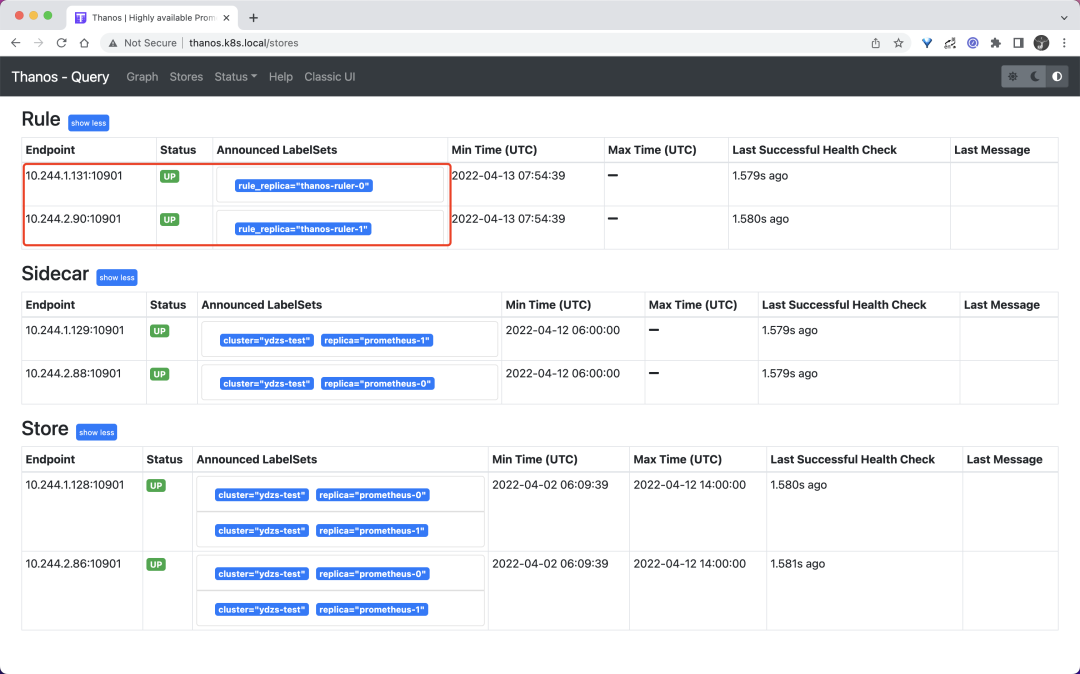 Thanos | Highly available Prom
Not Secure | thanos.k8s.local/stores
Thanos - Query Graph Stores Status Help Classic UI
Rule show less
Endpoint Status Announced LabelSets Min Time (UTC) Max Time (UTC) Last Successful Health Check Last Message
10.244.1.131:10901 UP rule_replica="thanos-ruler-0" 2022-04-13 07:54:39 — 1.579s ago
10.244.2.90:10901 UP rule_replica="thanos-ruler-1" 2022-04-13 07:54:39 — 1.580s ago
Sidecar show less
Endpoint Status Announced LabelSets Min Time (UTC) Max Time (UTC) Last Successful Health Check Last Message
10.244.1.129:10901 UP cluster="ydzs-test" replica="prometheus-1" 2022-04-12 06:00:00 — 1.579s ago
10.244.2.88:10901 UP cluster="ydzs-test" replica="prometheus-0" 2022-04-12 06:00:00 — 1.579s ago
Store show less
Endpoint Status Announced LabelSets Min Time (UTC) Max Time (UTC) Last Successful Health Check Last Message
10.244.1.128:10901 UP cluster="ydzs-test" replica="prometheus-0" 2022-04-02 06:09:39 2022-04-12 14:00:00 1.580s ago
cluster="ydzs-test" replica="prometheus-1"
10.244.2.86:10901 UP cluster="ydzs-test" replica="prometheus-0" 2022-04-02 06:09:39 2022-04-12 14:00:00 1.581s ago
cluster="ydzs-test" replica="prometheus-1"